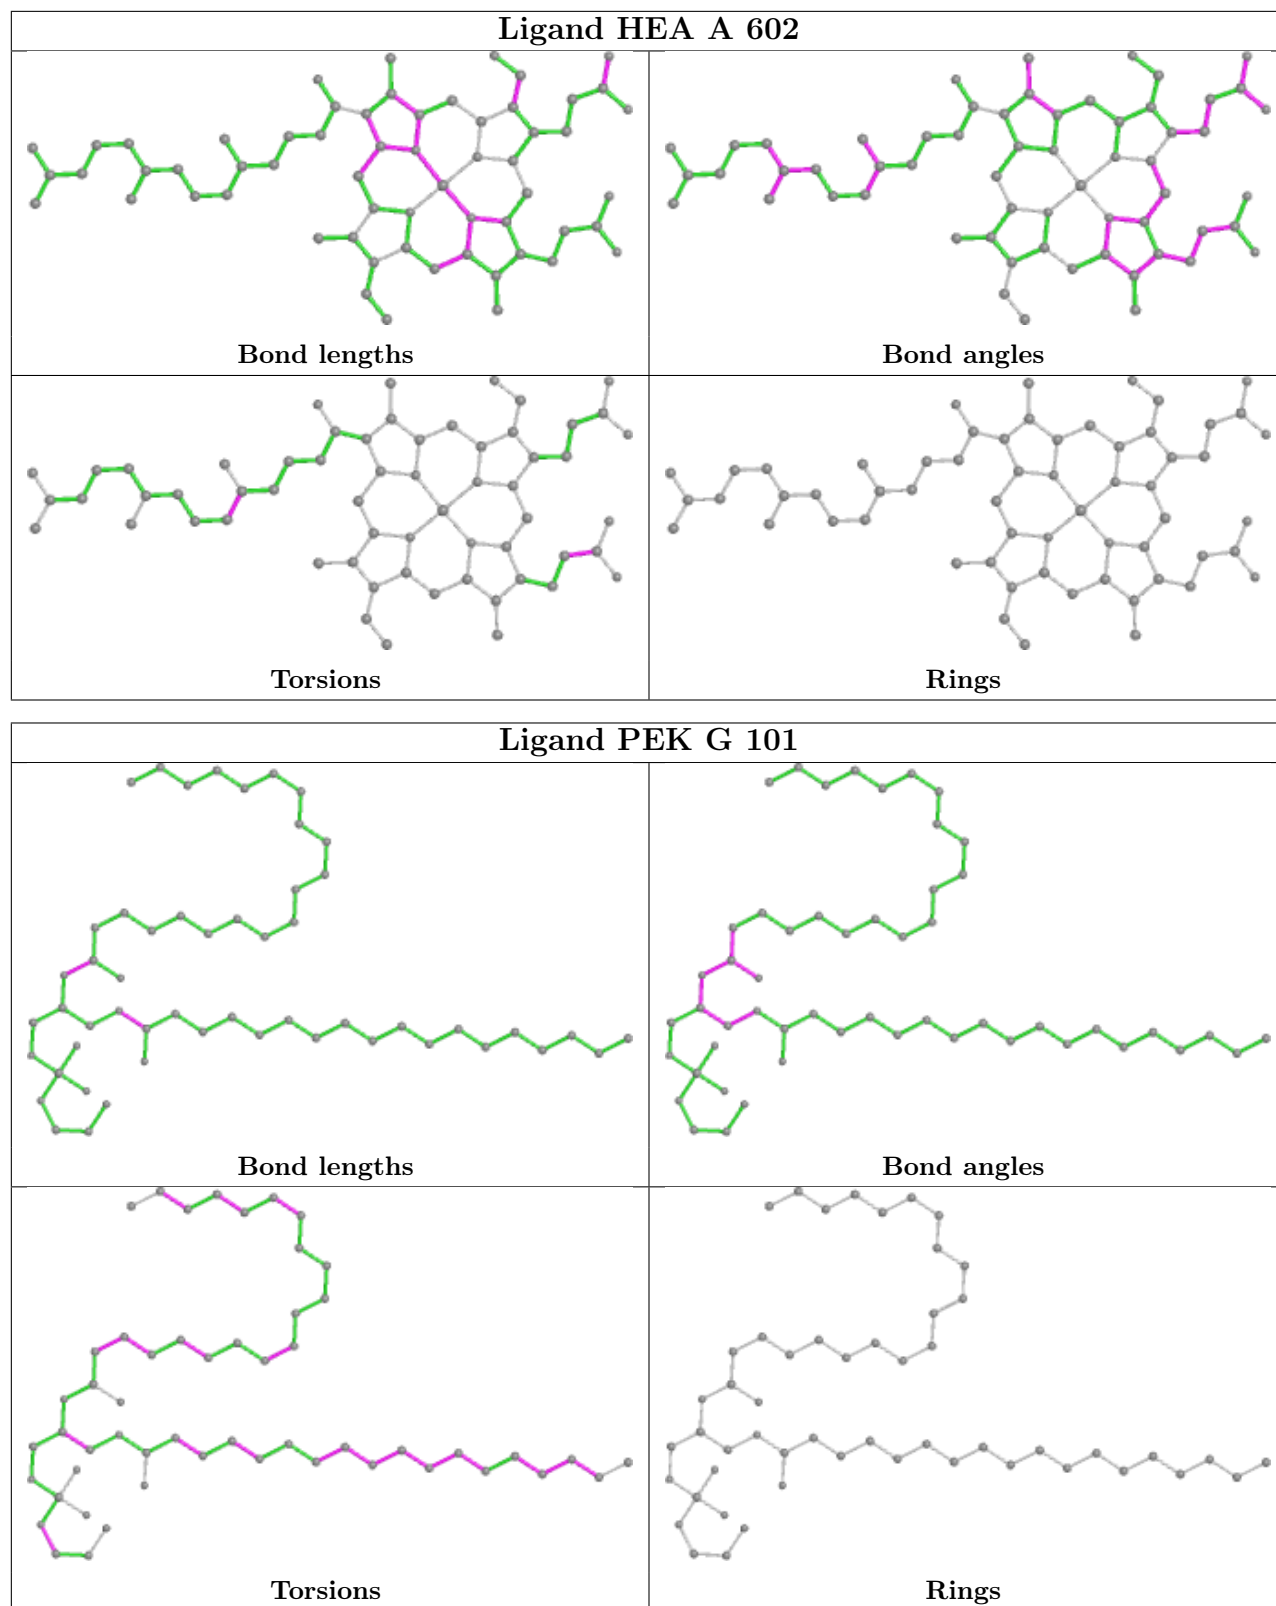 Ligand HEA A 602
Bond lengths
Bond angles
Torsions
Rings
Ligand PEK G 101
Bond lengths
Bond angles
Torsions
Rings